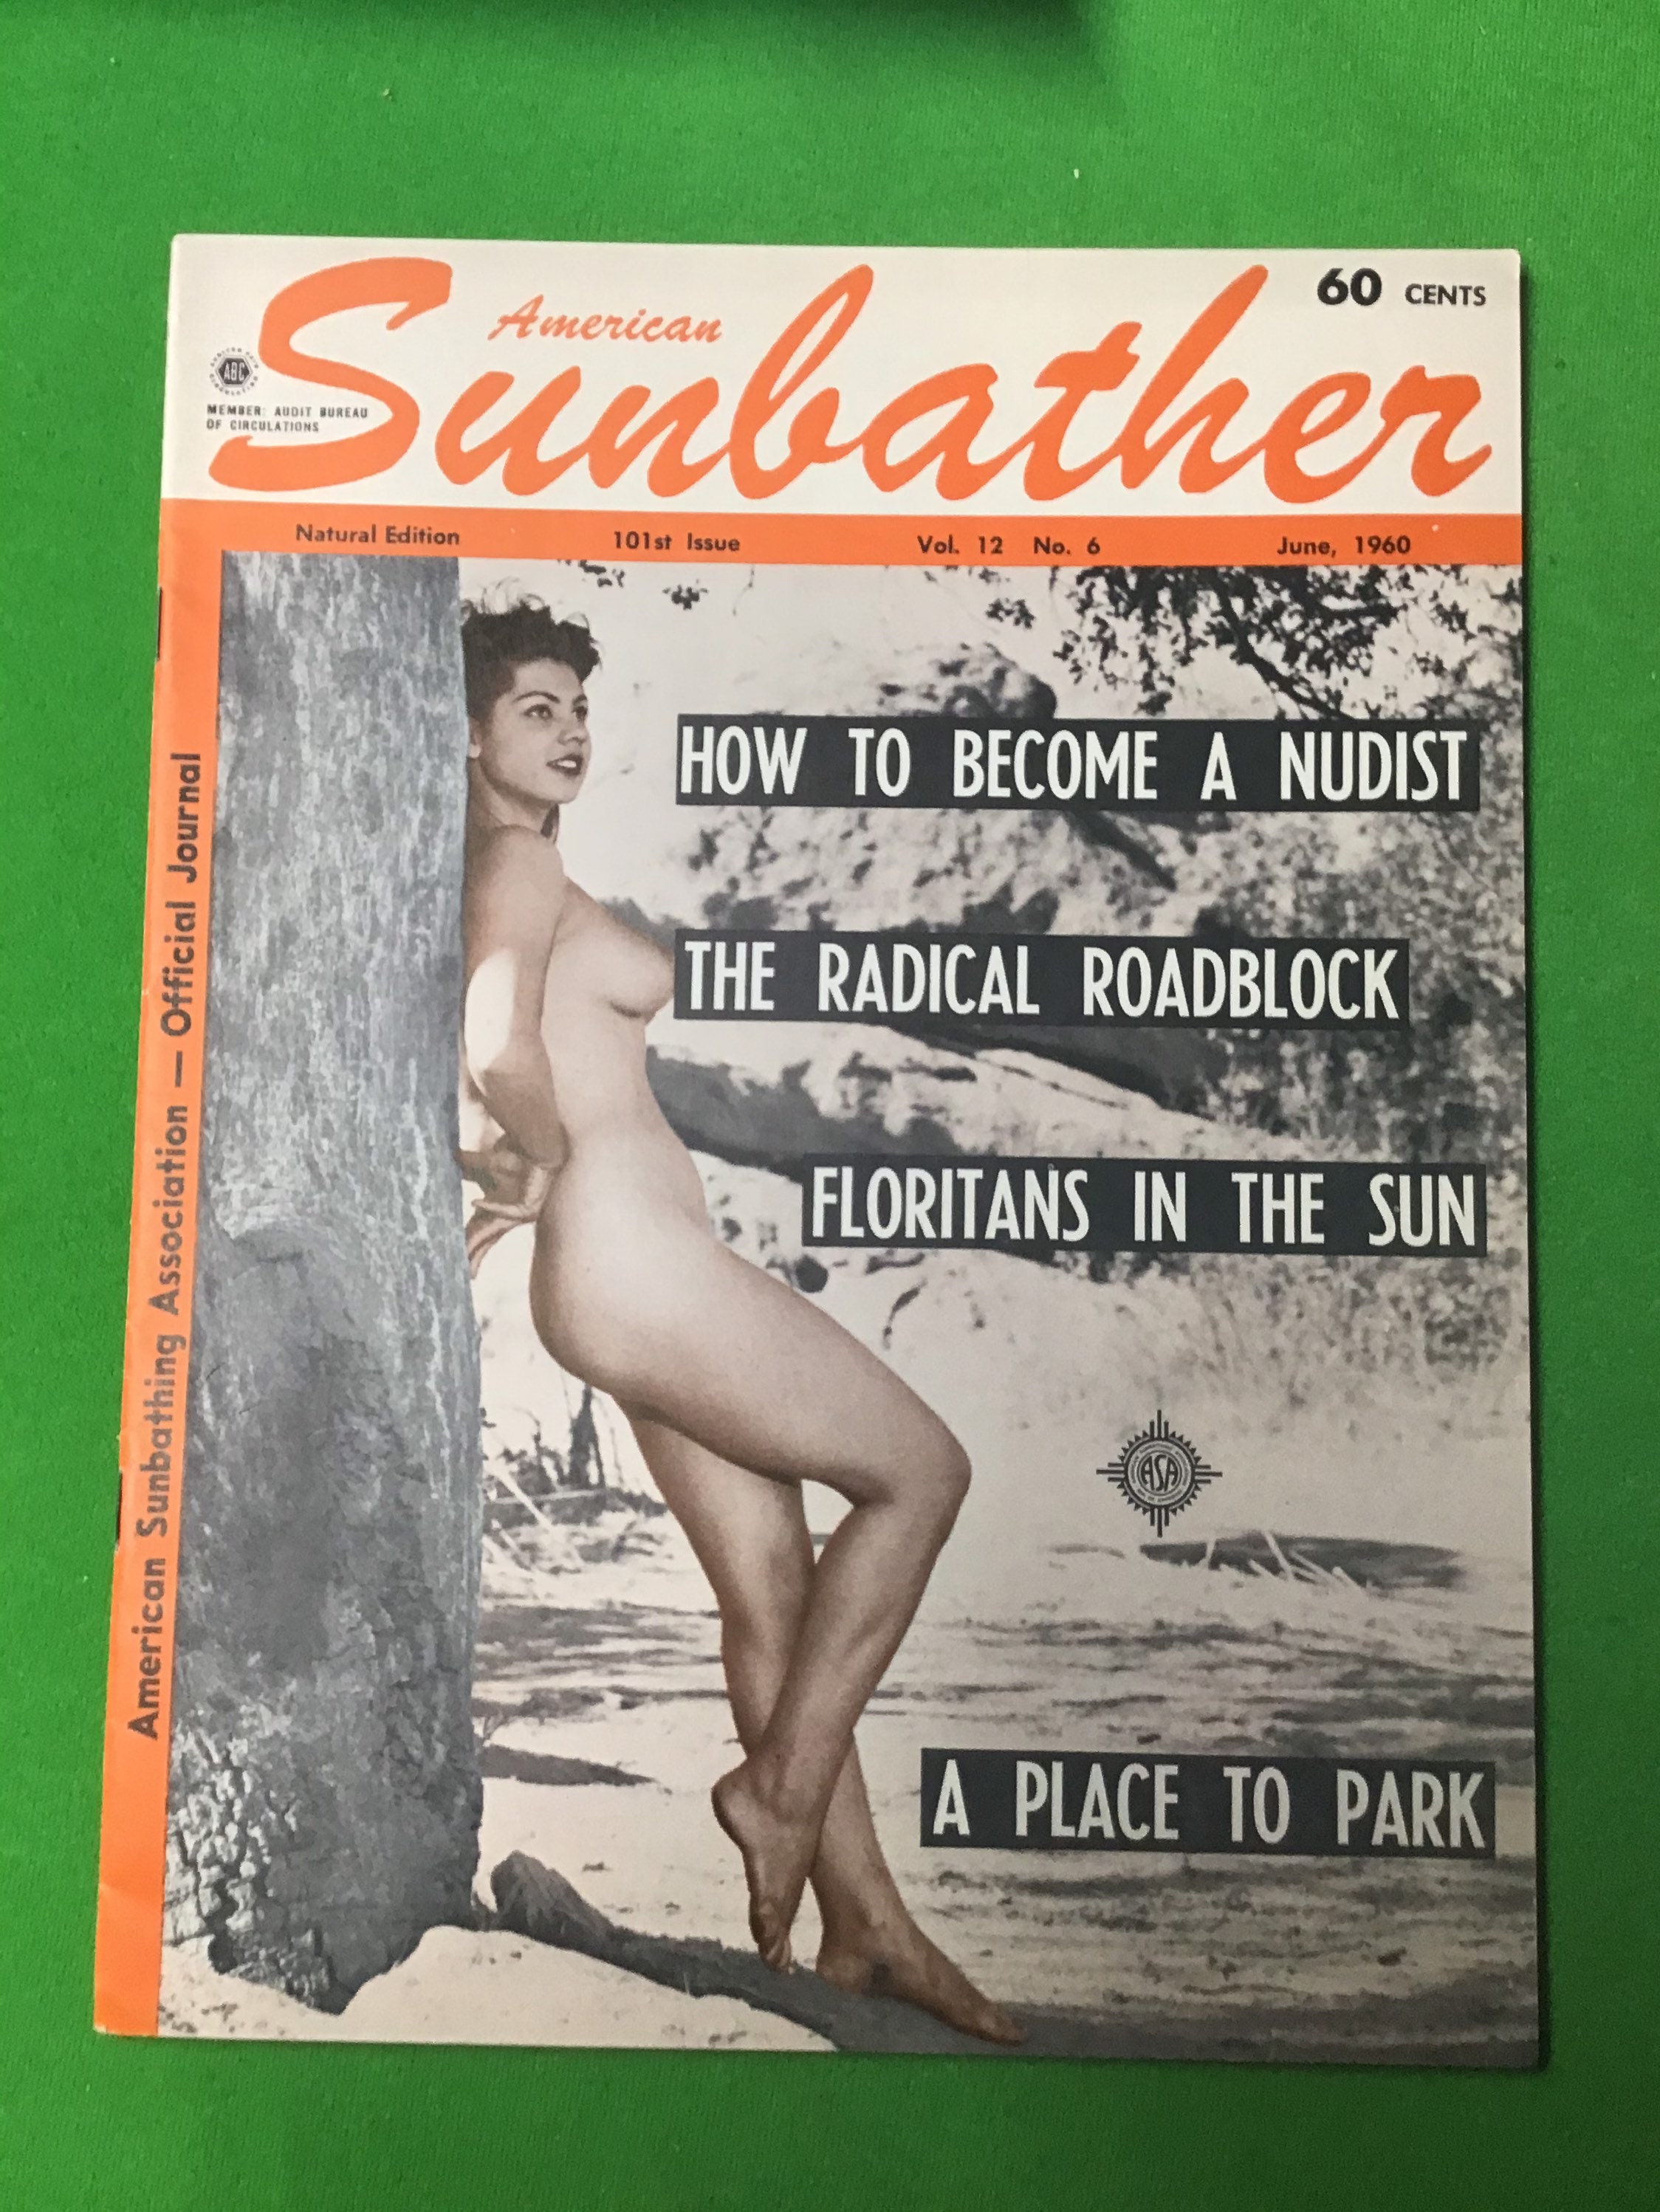 American
Sunbather
60 CENTS
ABC
MEMBER: AUDIT BUREAU
OF CIRCULATIONS
Natural Edition 101st Issue Vol. 12 No. 6 June, 1960
American Sunbathing Association — Official Journal
HOW TO BECOME A NUDIST
THE RADICAL ROADBLOCK
FLORITANS IN THE SUN
ASA
A PLACE TO PARK